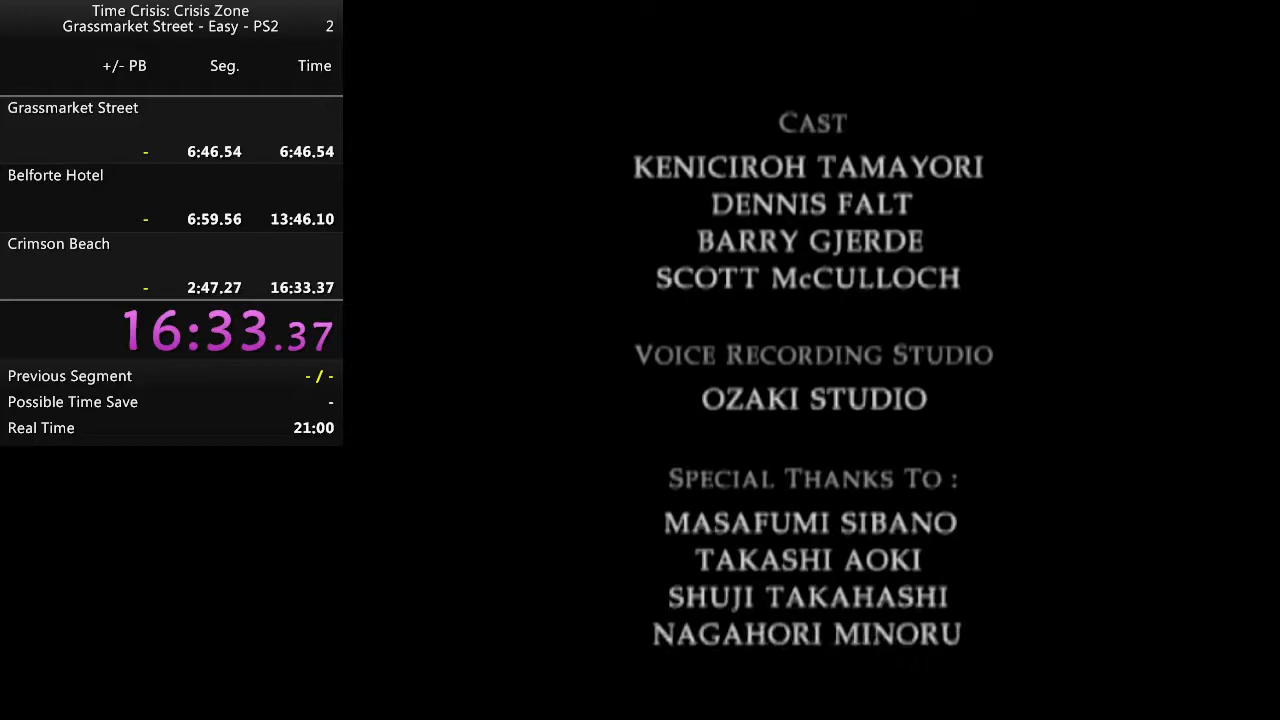 Time Crisis: Crisis Zone
Grassmarket Street - Easy - PS2 2
+/- PB Seg. Time
Grassmarket Street
- 6:46.54 6:46.54
Belforte Hotel
- 6:59.56 13:46.10
Crimson Beach
- 2:47.27 16:33.37
16:33.37
Previous Segment - / -
Possible Time Save -
Real Time 21:00
CAST
KENICIROH TAMAYORI
DENNIS FALT
BARRY GJERDE
SCOTT McCULLOCH
VOICE RECORDING STUDIO
OZAKI STUDIO
SPECIAL THANKS TO :
MASAFUMI SIBANO
TAKASHI AOKI
SHUJI TAKAHASHI
NAGAHORI MINORU